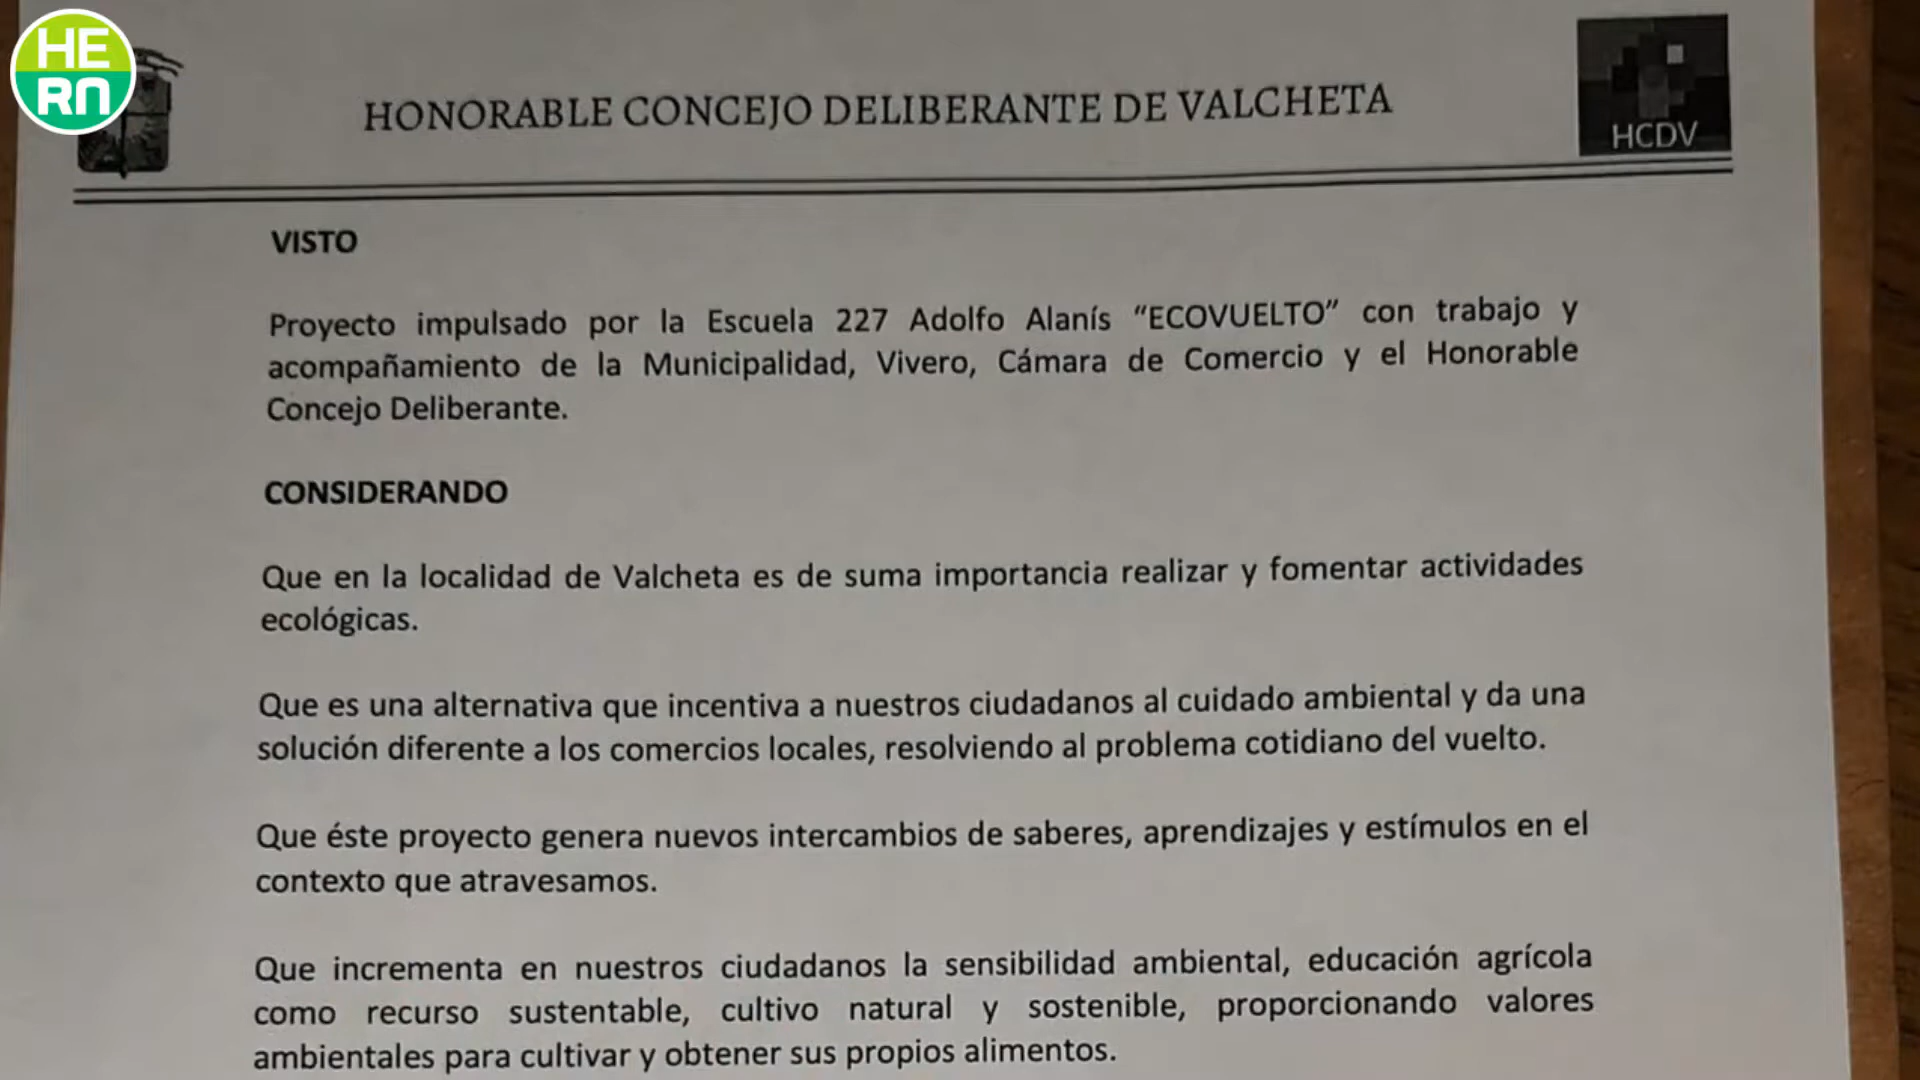 HE
RN
HONORABLE CONCEJO DELIBERANTE DE VALCHETA
HCDV
VISTO
Proyecto impulsado por la Escuela 227 Adolfo Alanís “ECOVUELTO” con trabajo y
acompañamiento de la Municipalidad, Vivero, Cámara de Comercio y el Honorable
Concejo Deliberante.
CONSIDERANDO
Que en la localidad de Valcheta es de suma importancia realizar y fomentar actividades
ecológicas.
Que es una alternativa que incentiva a nuestros ciudadanos al cuidado ambiental y da una
solución diferente a los comercios locales, resolviendo al problema cotidiano del vuelto.
Que éste proyecto genera nuevos intercambios de saberes, aprendizajes y estímulos en el
contexto que atravesamos.
Que incrementa en nuestros ciudadanos la sensibilidad ambiental, educación agrícola
como recurso sustentable, cultivo natural y sostenible, proporcionando valores
ambientales para cultivar y obtener sus propios alimentos.